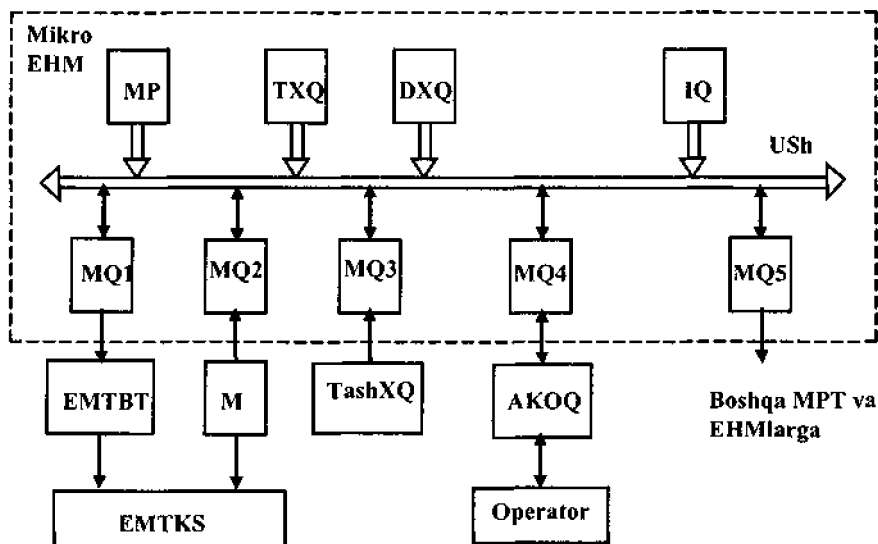 Mikro
EHM
MP
TXQ
DXQ
IQ
USh
MQ1
MQ2
MQ3
MQ4
MQ5
EMTBT
M
TashXQ
AKOQ
Boshqa MPT va
EHMlarga
EMTKS
Operator